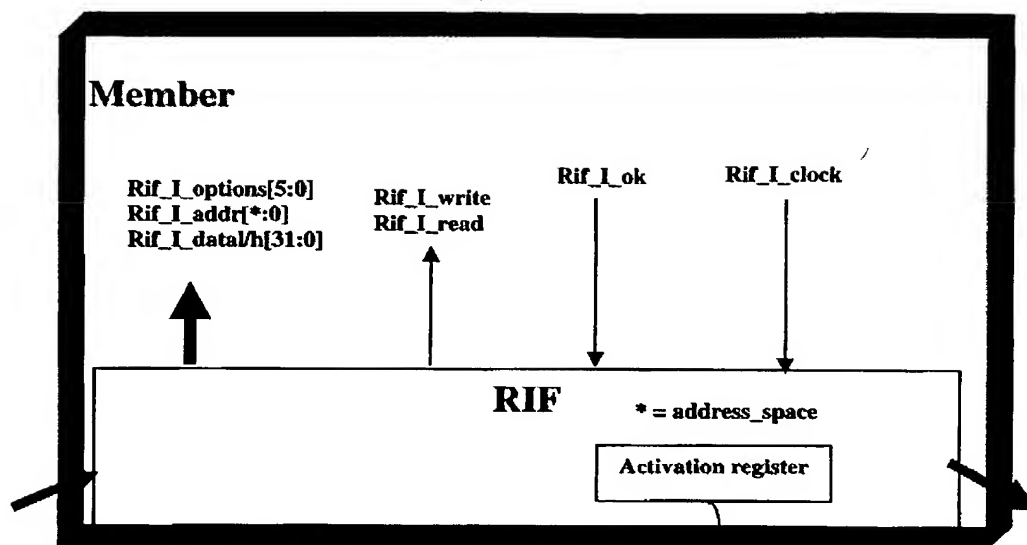 Member
Rif_I_options[5:0]
Rif_I_addr[*:0]
Rif_I_datal/h[31:0]
Rif_I_write
Rif_I_read
Rif_I_ok
Rif_I_clock
RIF
* = address_space
Activation register